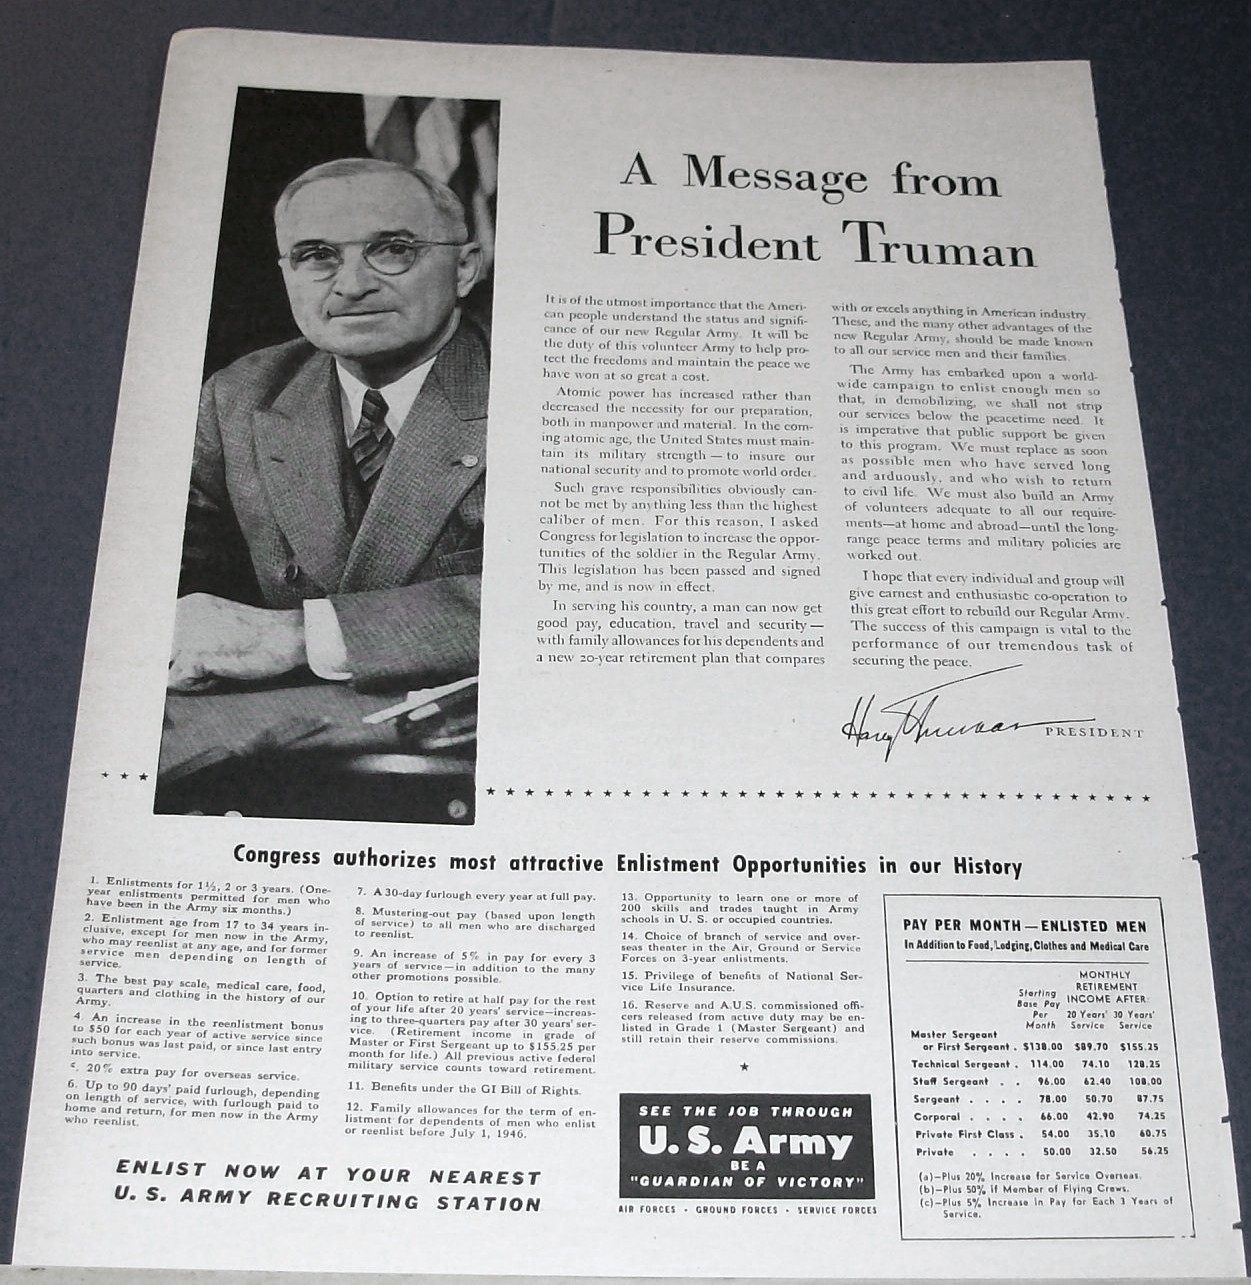 A Message from
President Truman
It is of the utmost importance that the Ameri-
can people understand the status and signifi-
cance of our new Regular Army. It will be
the duty of this volunteer Army to help pro-
tect the freedoms and maintain the peace we
have won at so great a cost.
Atomic power has increased rather than
decreased the necessity for our preparation,
both in manpower and material. In the com-
ing atomic age, the United States must main-
tain its military strength — to insure our
national security and to promote world order.
Such grave responsibilities obviously can-
not be met by anything less than the highest
caliber of men. For this reason, I asked
Congress for legislation to increase the oppor-
tunities of the soldier in the Regular Army.
This legislation has been passed and signed
by me, and is now in effect.
In serving his country, a man can now get
good pay, education, travel and security —
with family allowances for his dependents and
a new 20-year retirement plan that compares
with or excels anything in American industry.
These, and the many other advantages of the
new Regular Army, should be made known
to all our service men and their families.
The Army has embarked upon a world-
wide campaign to enlist enough men so
that, in demobilizing, we shall not strip
our services below the peacetime need. It
is imperative that public support be given
to this program. We must replace as soon
as possible men who have served long
and arduously, and who wish to return
to civil life. We must also build an Army
of volunteers adequate to all our require-
ments—at home and abroad—until the long-
range peace terms and military policies are
worked out.
I hope that every individual and group will
give earnest and enthusiastic co-operation to
this great effort to rebuild our Regular Army.
The success of this campaign is vital to the
performance of our tremendous task of
securing the peace.
Harry Truman PRESIDENT
Congress authorizes most attractive Enlistment Opportunities in our History
1. Enlistments for 1½, 2 or 3 years. (One-
year enlistments permitted for men who
have been in the Army six months.)
2. Enlistment age from 17 to 34 years in-
clusive, except for men now in the Army,
who may reenlist at any age, and for former
service men depending on length of
service.
3. The best pay scale, medical care, food,
quarters and clothing in the history of our
Army.
4. An increase in the reenlistment bonus
to $50 for each year of active service since
such bonus was last paid, or since last entry
into service.
20% extra pay for overseas service.
6. Up to 90 days' paid furlough, depending
on length of service, with furlough paid to
home and return, for men now in the Army
who reenlist.
7. A 30-day furlough every year at full pay.
8. Mustering-out pay (based upon length
of service) to all men who are discharged
to reenlist.
9. An increase of 5% in pay for every 3
years of service—in addition to the many
other promotions possible.
10. Option to retire at half pay for the rest
of your life after 20 years' service—increas-
ing to three-quarters pay after 30 years' ser-
vice. (Retirement income in grade of
Master or First Sergeant up to $155.25 per
month for life.) All previous active federal
military service counts toward retirement.
11. Benefits under the GI Bill of Rights.
12. Family allowances for the term of en-
listment for dependents of men who enlist
or reenlist before July 1, 1946.
13. Opportunity to learn one or more of
200 skills and trades taught in Army
schools in U. S. or occupied countries.
14. Choice of branch of service and over-
seas theater in the Air, Ground or Service
Forces on 3-year enlistments.
15. Privilege of benefits of National Ser-
vice Life Insurance.
16. Reserve and A.U.S. commissioned offi-
cers released from active duty may be en-
listed in Grade 1 (Master Sergeant) and
still retain their reserve commissions.
SEE THE JOB THROUGH
U. S. Army
BE A
"GUARDIAN OF VICTORY"
AIR FORCES · GROUND FORCES · SERVICE FORCES
ENLIST NOW AT YOUR NEAREST
U. S. ARMY RECRUITING STATION
PAY PER MONTH — ENLISTED MEN
In Addition to Food, Lodging, Clothes and Medical Care
MONTHLY
RETIREMENT
Starting
Base Pay INCOME AFTER:
Per 20 Years' 30 Years'
Month Service Service
Master Sergeant
or First Sergeant . $138.00 $89.70 $155.25
Technical Sergeant . 114.00 74.10 128.25
Staff Sergeant . . 96.00 62.40 108.00
Sergeant . . . . 78.00 50.70 87.75
Corporal . . . . 66.00 42.90 74.25
Private First Class . 54.00 35.10 60.75
Private . . . . 50.00 32.50 56.25
(a)—Plus 20% Increase for Service Overseas.
(b)—Plus 50% if Member of Flying Crews.
(c)—Plus 5% Increase in Pay for Each 3 Years of
Service.